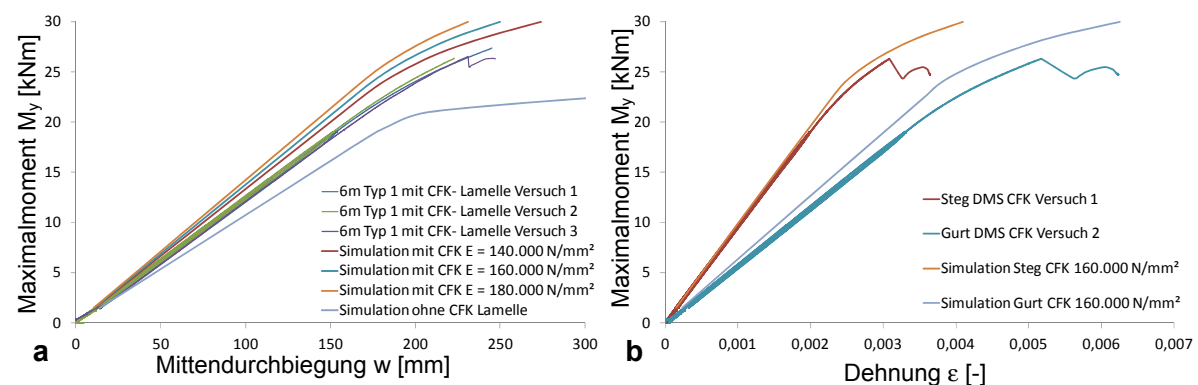 Maximalmoment My [kNm]
30
25
20
15
10
5
0
0
50
100
150
200
250
300
6m Typ 1 mit CFK- Lamelle Versuch 1
6m Typ 1 mit CFK- Lamelle Versuch 2
6m Typ 1 mit CFK- Lamelle Versuch 3
Simulation mit CFK E = 140.000 N/mm²
Simulation mit CFK E = 160.000 N/mm²
Simulation mit CFK E = 180.000 N/mm²
Simulation ohne CFK Lamelle
a
Mittendurchbiegung w [mm]
Maximalmoment My [kNm]
30
25
20
15
10
5
0
0
0,001
0,002
0,003
0,004
0,005
0,006
0,007
Steg DMS CFK Versuch 1
Gurt DMS CFK Versuch 2
Simulation Steg CFK 160.000 N/mm²
Simulation Gurt CFK 160.000 N/mm²
b
Dehnung ε [-]